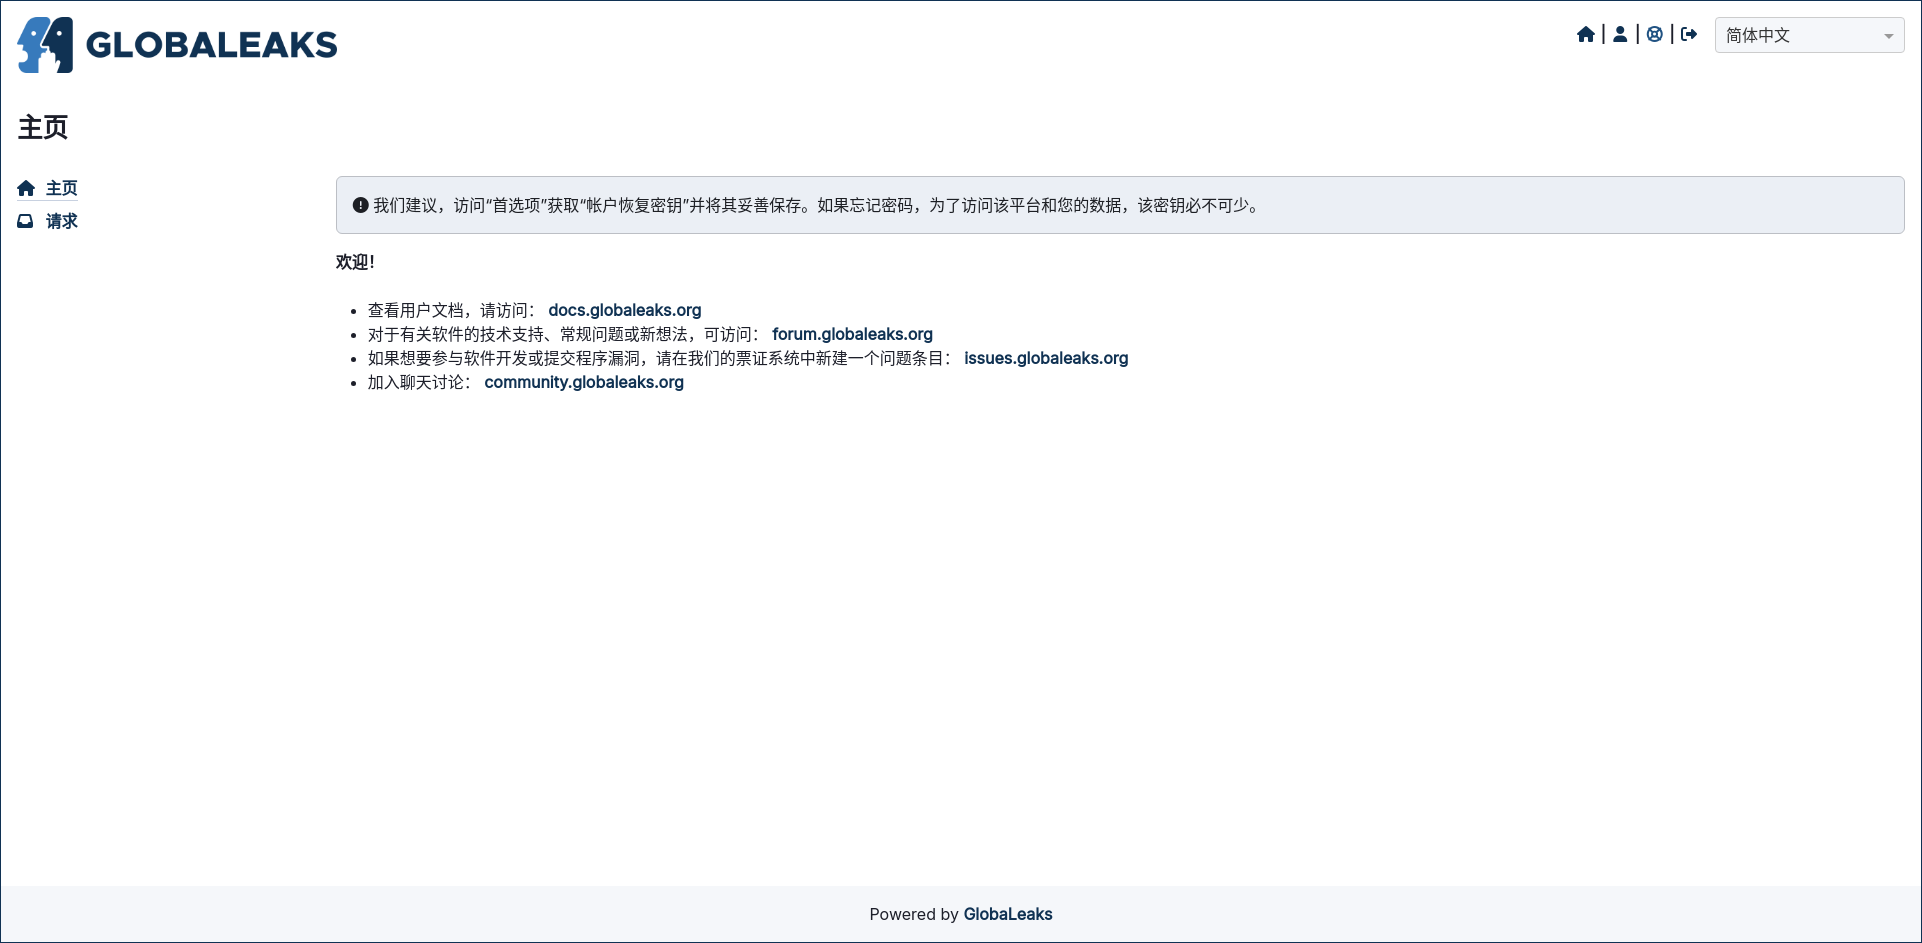 GLOBALEAKS
简体中文
主页
主页
请求
我们建议，访问“首选项”获取“帐户恢复密钥”并将其妥善保存。如果忘记密码，为了访问该平台和您的数据，该密钥必不可少。
欢迎！
查看用户文档，请访问： docs.globaleaks.org
对于有关软件的技术支持、常规问题或新想法，可访问： forum.globaleaks.org
如果想要参与软件开发或提交程序漏洞，请在我们的票证系统中新建一个问题条目： issues.globaleaks.org
加入聊天讨论： community.globaleaks.org
Powered by GlobaLeaks